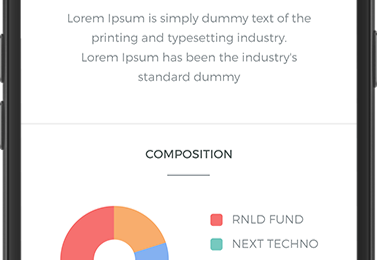 Lorem Ipsum is simply dummy text of the
printing and typesetting industry.
Lorem Ipsum has been the industry's
standard dummy
COMPOSITION
RNLD FUND
NEXT TECHNO